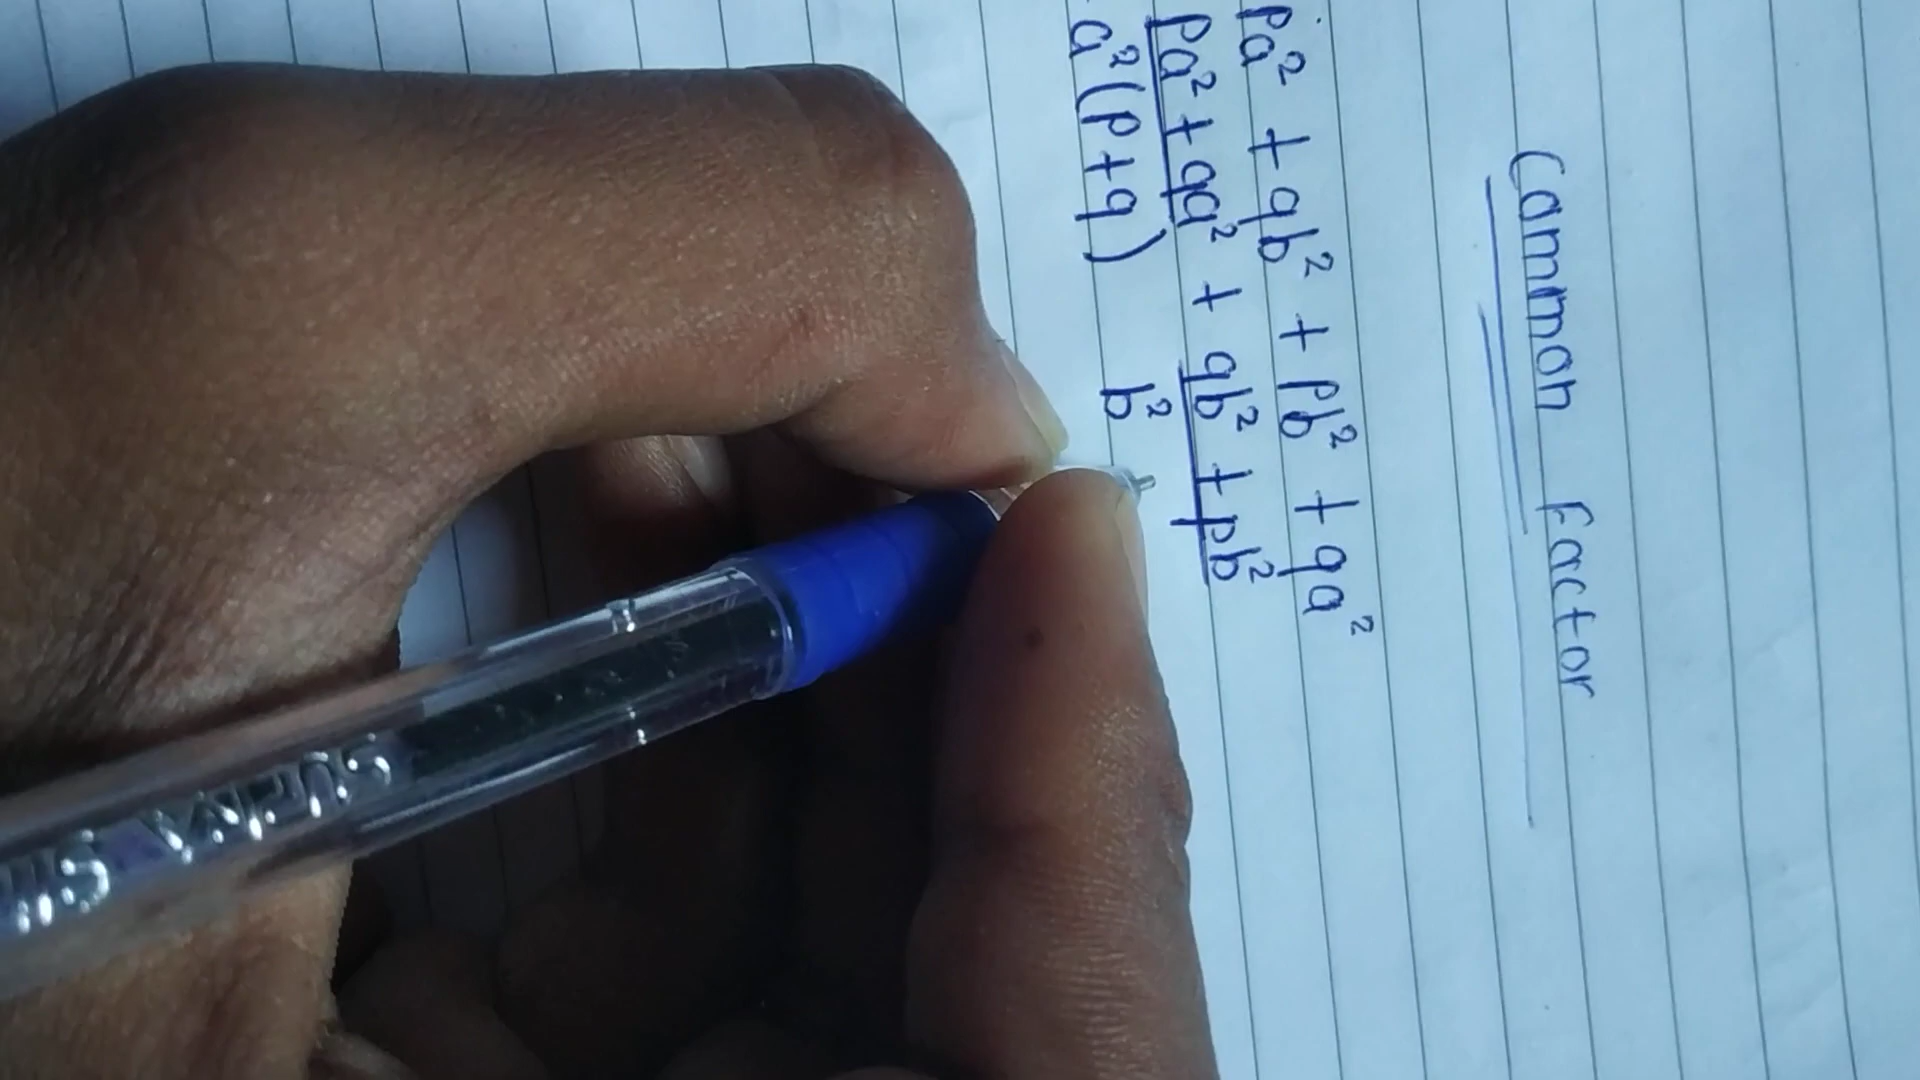 Common Factor
Pa² + qb² + pb² + qa²
Pa² + qa² + qb² + pb²
a²(p+q) b²